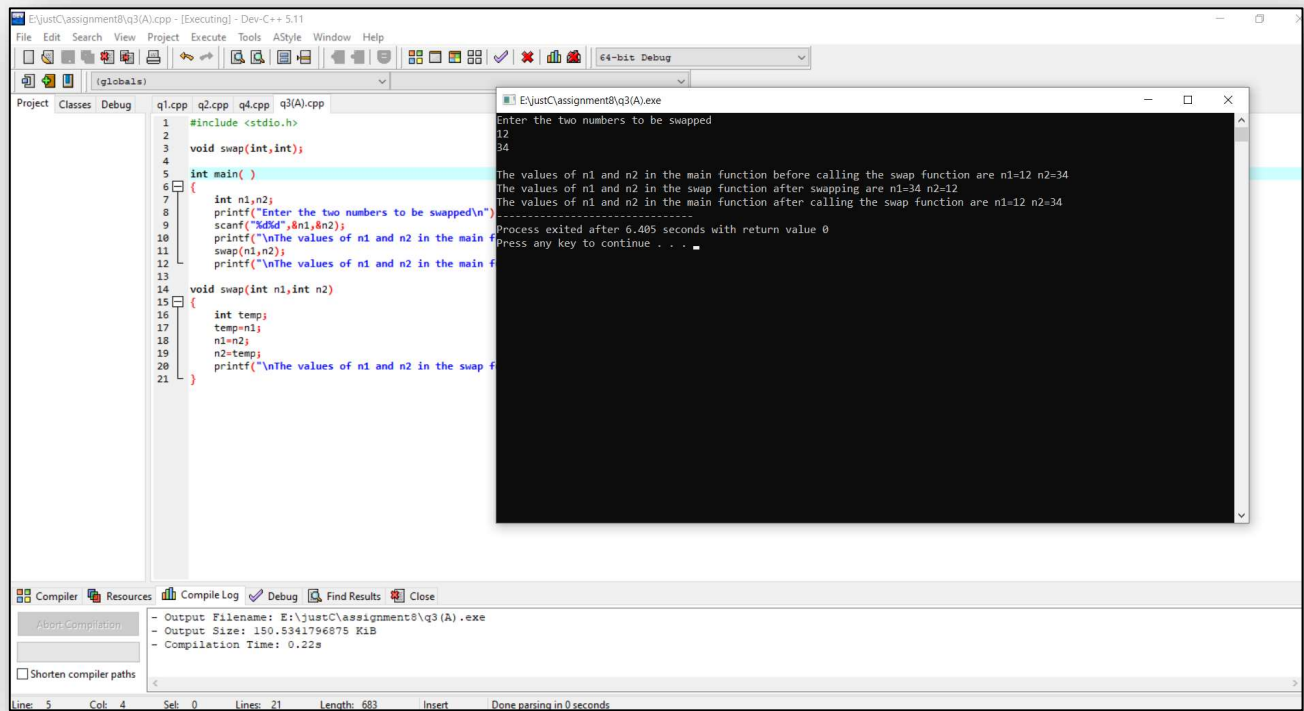 E:\justC\assignment8\q3(A).cpp - [Executing] - Dev-C++ 5.11
File Edit Search View Project Execute Tools AStyle Window Help
64-bit Debug
(globals)
Project Classes Debug
q1.cpp q2.cpp q4.cpp q3(A).cpp
1 #include <stdio.h>
2
3 void swap(int,int);
4
5 int main( )
6 {
7 int n1,n2;
8 printf("Enter the two numbers to be swapped\n")
9 scanf("%d%d",&n1,&n2);
10 printf("\nThe values of n1 and n2 in the main f
11 swap(n1,n2);
12 printf("\nThe values of n1 and n2 in the main f
13
14 void swap(int n1,int n2)
15 {
16 int temp;
17 temp=n1;
18 n1=n2;
19 n2=temp;
20 printf("\nThe values of n1 and n2 in the swap f
21 }
E:\justC\assignment8\q3(A).exe
Enter the two numbers to be swapped
12
34
The values of n1 and n2 in the main function before calling the swap function are n1=12 n2=34
The values of n1 and n2 in the swap function after swapping are n1=34 n2=12
The values of n1 and n2 in the main function after calling the swap function are n1=12 n2=34
--------------------------------
Process exited after 6.405 seconds with return value 0
Press any key to continue . . .
Compiler Resources Compile Log Debug Find Results Close
Abort Compilation
Shorten compiler paths
- Output Filename: E:\justC\assignment8\q3(A).exe
- Output Size: 150.5341796875 KiB
- Compilation Time: 0.22s
Line: 5 Col: 4 Sel: 0 Lines: 21 Length: 683 Insert Done parsing in 0 seconds